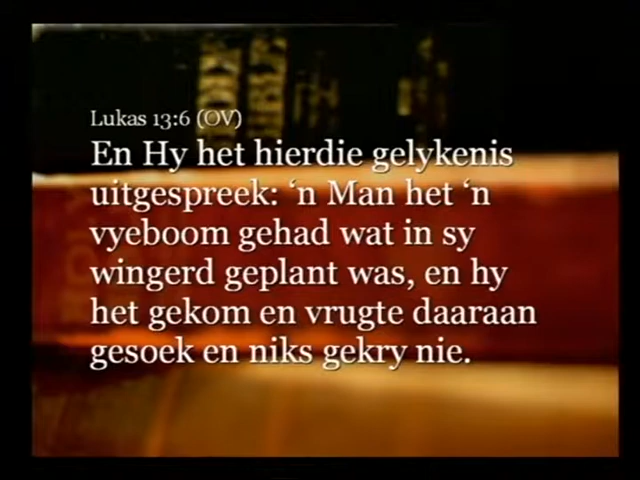 Lukas 13:6 (OV)
En Hy het hierdie gelykenis
uitgespreek: ‘n Man het ‘n
vyeboom gehad wat in sy
wingerd geplant was, en hy
het gekom en vrugte daaraan
gesoek en niks gekry nie.